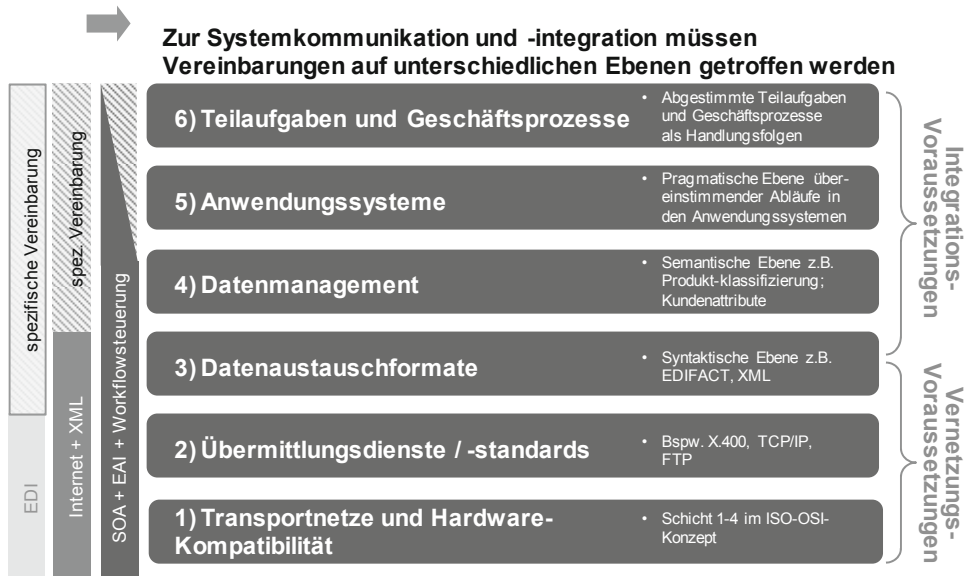 Zur Systemkommunikation und -integration müssen
Vereinbarungen auf unterschiedlichen Ebenen getroffen werden
6) Teilaufgaben und Geschäftsprozesse
• Abgestimmte Teilaufgaben
und Geschäftsprozesse
als Handlungsfolgen
5) Anwendungssysteme
• Pragmatische Ebene über-
einstimmender Abläufe in
den Anwendungssystemen
4) Datenmanagement
• Semantische Ebene z.B.
Produkt-klassifizierung;
Kundenattribute
3) Datenaustauschformate
• Syntaktische Ebene z.B.
EDIFACT, XML
2) Übermittlungsdienste / -standards
• Bspw. X.400, TCP/IP,
FTP
1) Transportnetze und Hardware-
Kompatibilität
• Schicht 1-4 im ISO-OSI-
Konzept
spezifische Vereinbarung
EDI
spez. Vereinbarung
Internet + XML
SOA + EAI + Workflowsteuerung
Integrations-
Voraussetzungen
Vernetzungs-
Voraussetzungen